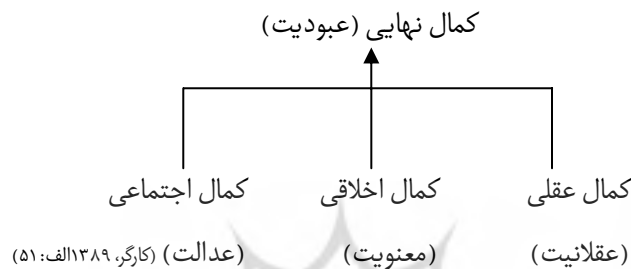 کمال نهایی (عبودیت)
کمال عقلی کمال اخلاقی کمال اجتماعی
(عقلانیت) (معنویت) (عدالت) (کارگر، ۱۳۸۹الف: ۵۱)